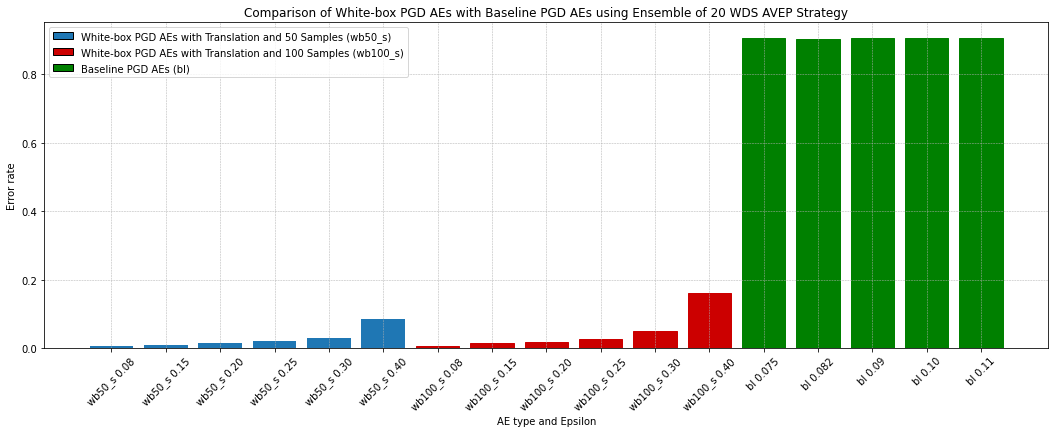 Comparison of White-box PGD AEs with Baseline PGD AEs using Ensemble of 20 WDS AVEP Strategy
White-box PGD AEs with Translation and 50 Samples (wb50_s)
White-box PGD AEs with Translation and 100 Samples (wb100_s)
Baseline PGD AEs (bl)
Error rate
0.8
0.6
0.4
0.2
0.0
wb50_s 0.08
wb50_s 0.15
wb50_s 0.20
wb50_s 0.25
wb50_s 0.30
wb50_s 0.40
wb100_s 0.08
wb100_s 0.15
wb100_s 0.20
wb100_s 0.25
wb100_s 0.30
wb100_s 0.40
bl 0.075
bl 0.082
bl 0.09
bl 0.10
bl 0.11
AE type and Epsilon